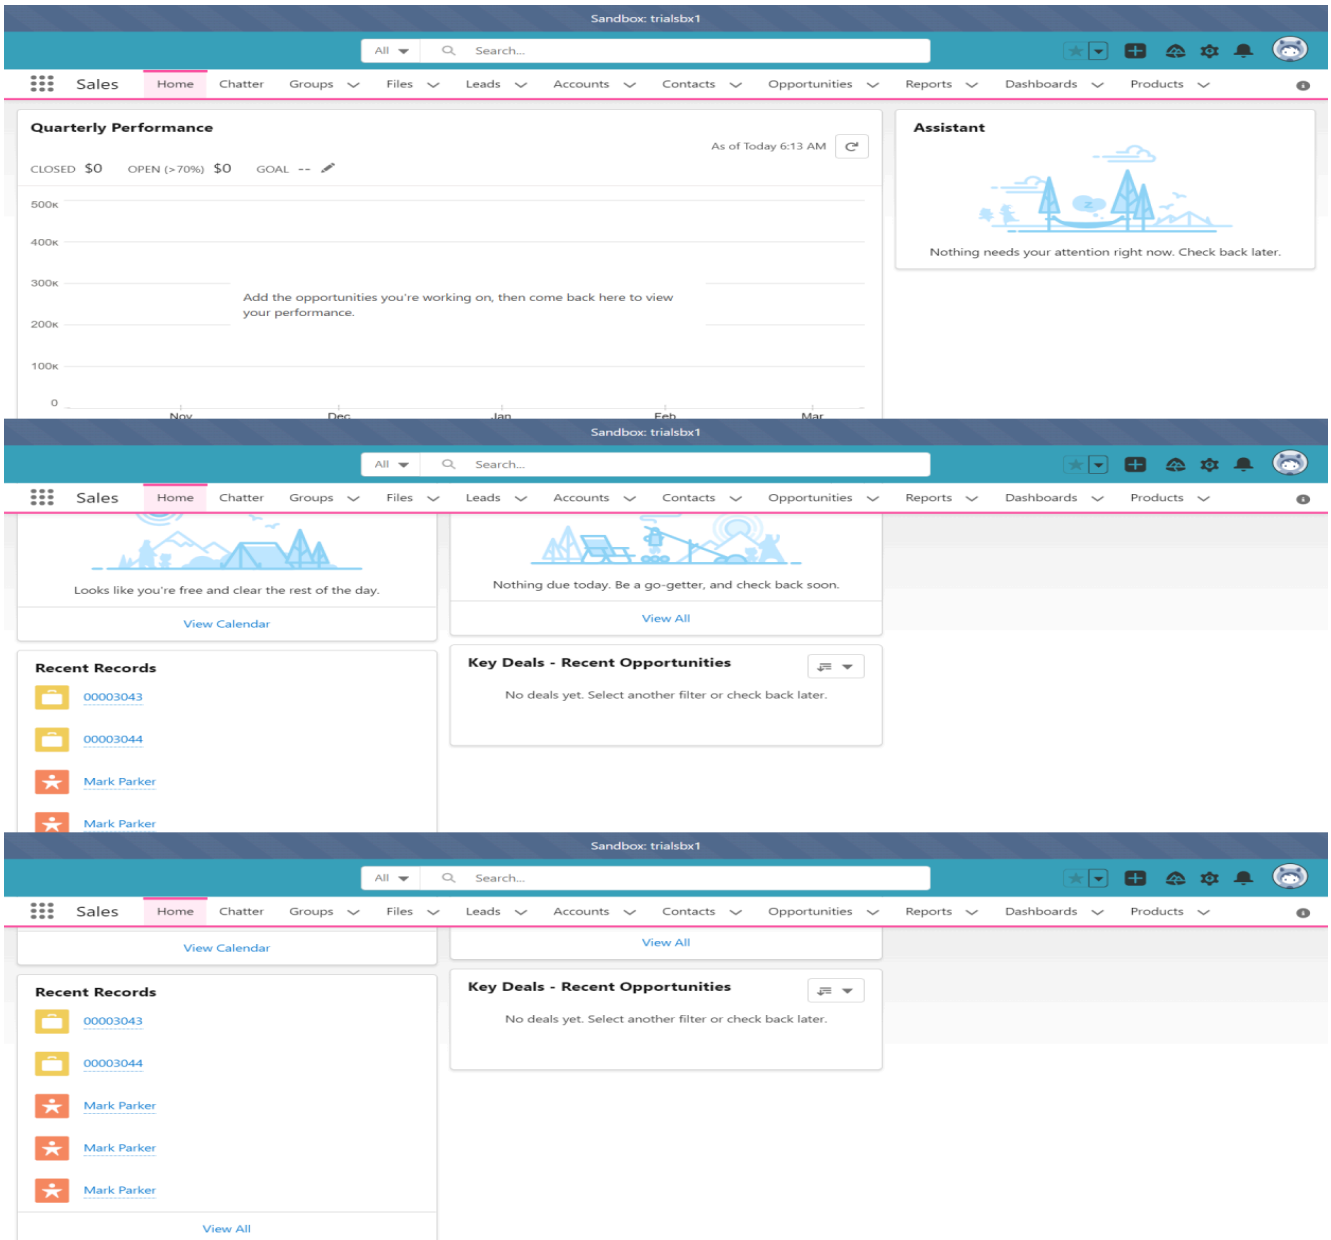 Sandbox: trialsbx1
All Search...
Sales Home Chatter Groups Files Leads Accounts Contacts Opportunities Reports Dashboards Products
Quarterly Performance
As of Today 6:13 AM
CLOSED $0 OPEN (>70%) $0 GOAL --
500K
400K
300K
200K
100K
0
Add the opportunities you're working on, then come back here to view
your performance.
Nov Dec Jan Feb Mar
Assistant
z
Nothing needs your attention right now. Check back later.
Sandbox: trialsbx1
All Search...
Sales Home Chatter Groups Files Leads Accounts Contacts Opportunities Reports Dashboards Products
Looks like you're free and clear the rest of the day.
View Calendar
Nothing due today. Be a go-getter, and check back soon.
View All
Recent Records
00003043
00003044
Mark Parker
Mark Parker
Key Deals - Recent Opportunities
No deals yet. Select another filter or check back later.
Sandbox: trialsbx1
All Search...
Sales Home Chatter Groups Files Leads Accounts Contacts Opportunities Reports Dashboards Products
View Calendar
View All
Recent Records
00003043
00003044
Mark Parker
Mark Parker
Mark Parker
View All
Key Deals - Recent Opportunities
No deals yet. Select another filter or check back later.